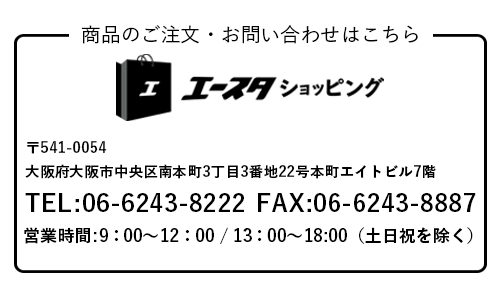 商品のご注文・お問い合わせはこちら
エ
エースタ ショッピング
〒541-0054
大阪府大阪市中央区南本町3丁目3番地22号本町エイトビル7階
TEL:06-6243-8222 FAX:06-6243-8887
営業時間:9：00～12：00 / 13：00～18:00（土日祝を除く）